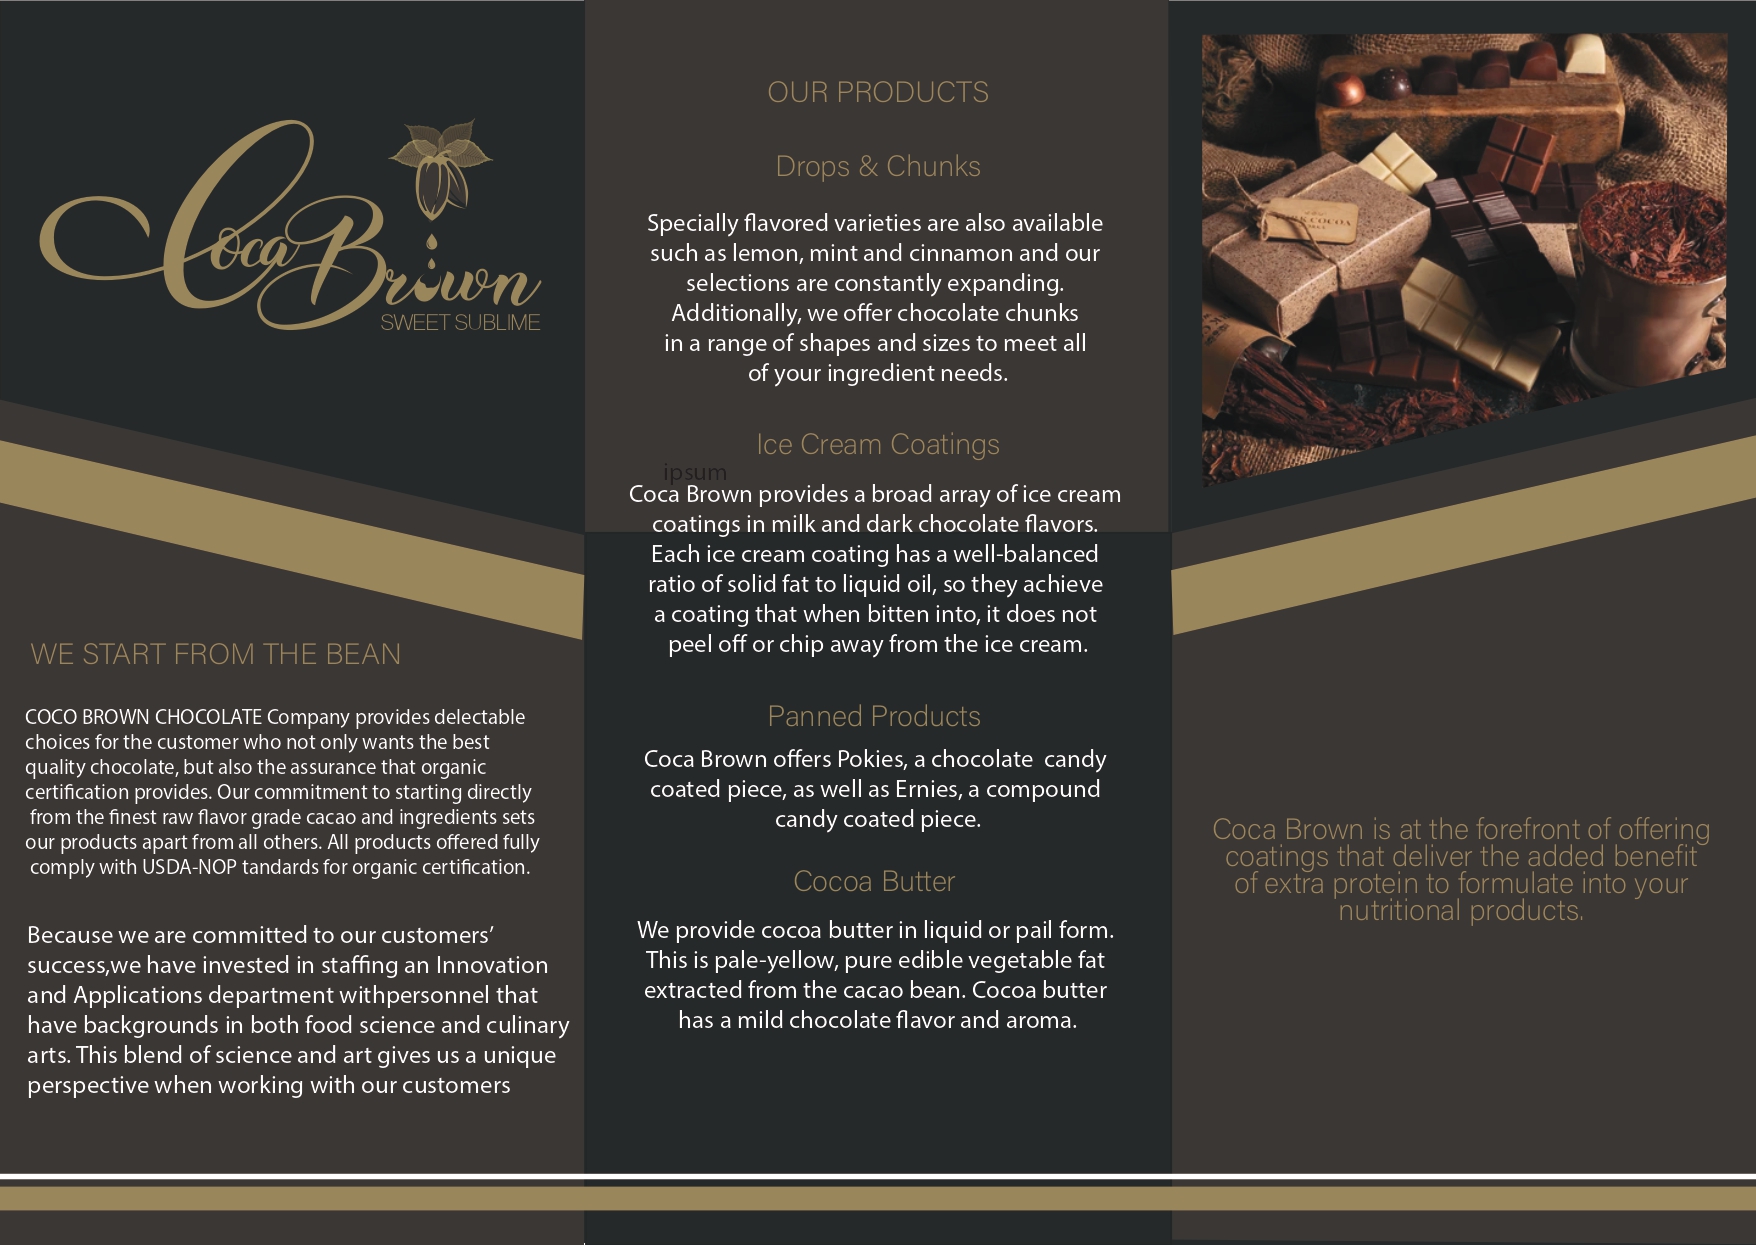 Coca Brown
SWEET SUBLIME
WE START FROM THE BEAN
COCO BROWN CHOCOLATE Company provides delectable
choices for the customer who not only wants the best
quality chocolate, but also the assurance that organic
certification provides. Our commitment to starting directly
from the finest raw flavor grade cacao and ingredients sets
our products apart from all others. All products offered fully
comply with USDA-NOP tandards for organic certification.
Because we are committed to our customers’
success,we have invested in staffing an Innovation
and Applications department withpersonnel that
have backgrounds in both food science and culinary
arts. This blend of science and art gives us a unique
perspective when working with our customers
OUR PRODUCTS
Drops & Chunks
Specially flavored varieties are also available
such as lemon, mint and cinnamon and our
selections are constantly expanding.
Additionally, we offer chocolate chunks
in a range of shapes and sizes to meet all
of your ingredient needs.
Ice Cream Coatings
ipsum
Coca Brown provides a broad array of ice cream
coatings in milk and dark chocolate flavors.
Each ice cream coating has a well-balanced
ratio of solid fat to liquid oil, so they achieve
a coating that when bitten into, it does not
peel off or chip away from the ice cream.
Panned Products
Coca Brown offers Pokies, a chocolate  candy
coated piece, as well as Ernies, a compound
candy coated piece.
Cocoa Butter
We provide cocoa butter in liquid or pail form.
This is pale-yellow, pure edible vegetable fat
extracted from the cacao bean. Cocoa butter
has a mild chocolate flavor and aroma.
COCOA
Coca Brown is at the forefront of offering
coatings that deliver the added benefit
of extra protein to formulate into your
nutritional products.